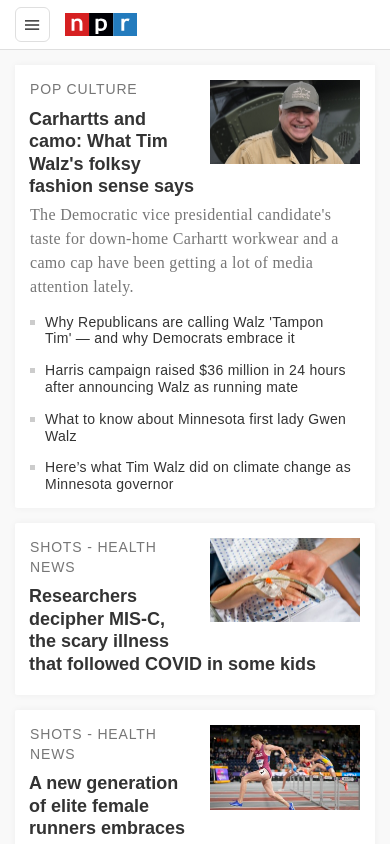 npr
POP CULTURE
Carhartts and
camo: What Tim
Walz's folksy
fashion sense says
The Democratic vice presidential candidate's
taste for down-home Carhartt workwear and a
camo cap have been getting a lot of media
attention lately.
Why Republicans are calling Walz 'Tampon
Tim' — and why Democrats embrace it
Harris campaign raised $36 million in 24 hours
after announcing Walz as running mate
What to know about Minnesota first lady Gwen
Walz
Here’s what Tim Walz did on climate change as
Minnesota governor
SHOTS - HEALTH
NEWS
Researchers
decipher MIS-C,
the scary illness
that followed COVID in some kids
SHOTS - HEALTH
NEWS
A new generation
of elite female
runners embraces